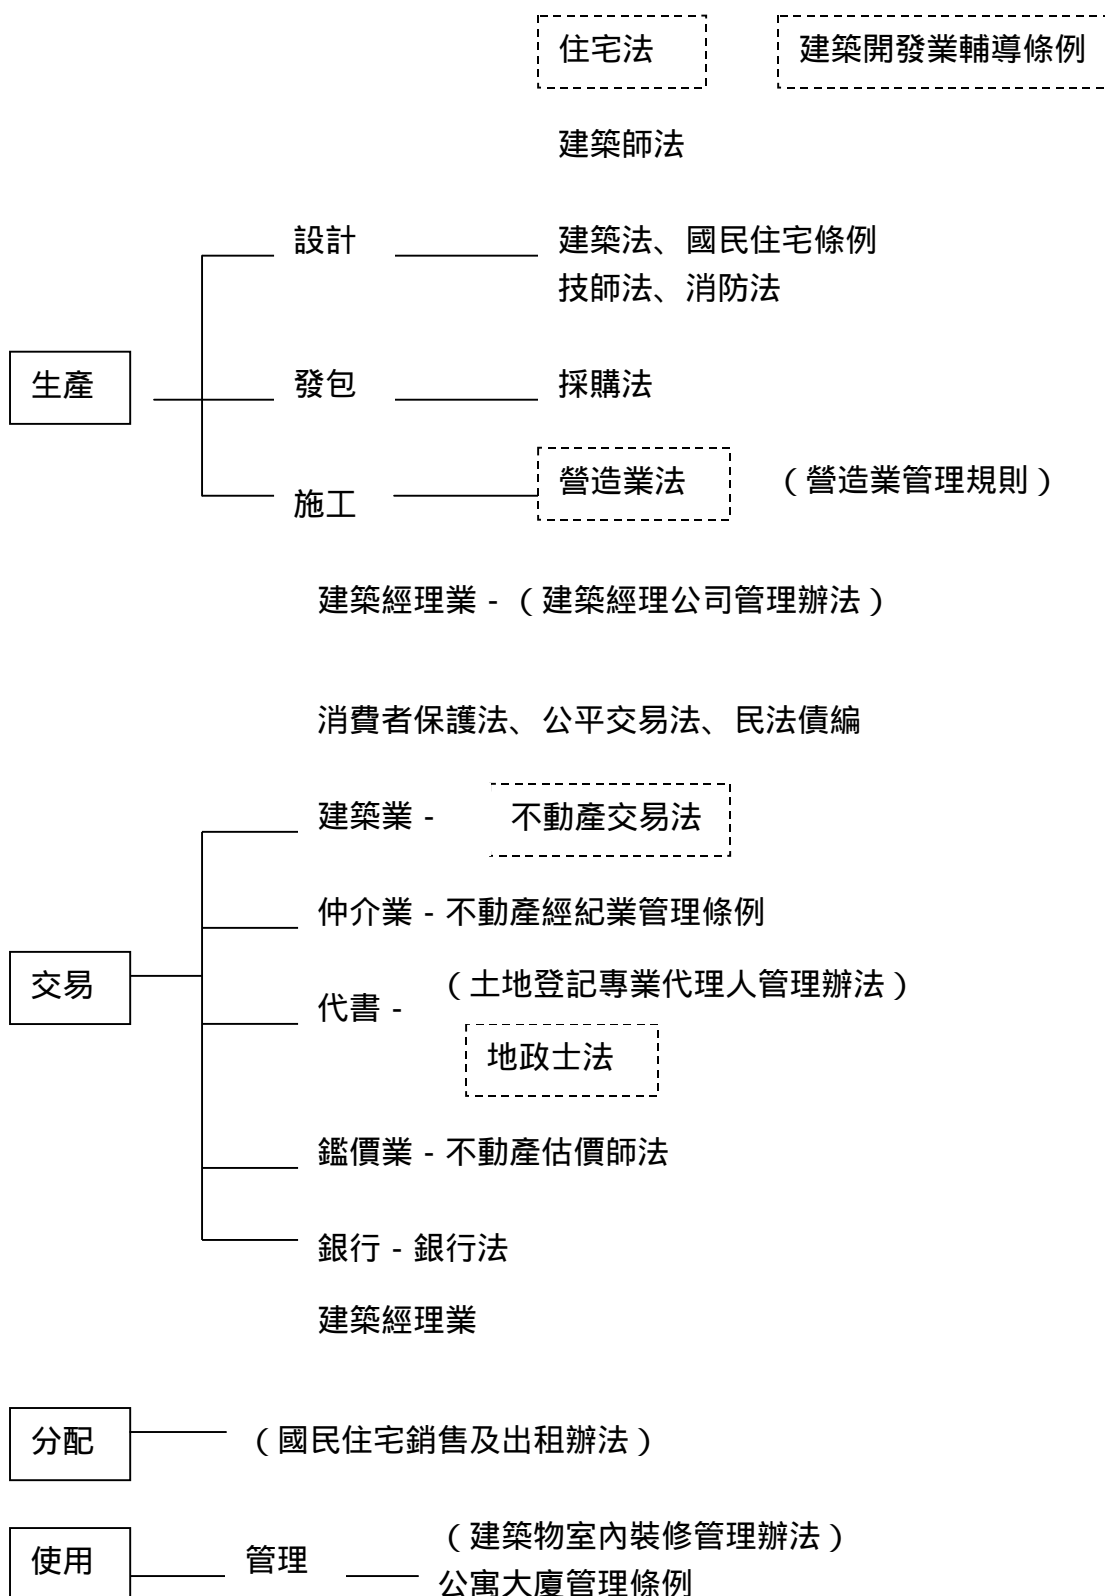 住宅法 建築開發業輔導條例
建築師法
設計 建築法、國民住宅條例
技師法、消防法
生產 發包 採購法
施工 營造業法 （營造業管理規則）
建築經理業 - （建築經理公司管理辦法）
消費者保護法、公平交易法、民法債編
建築業 - 不動產交易法
仲介業 - 不動產經紀業管理條例
交易 （土地登記專業代理人管理辦法）
代書 -
地政士法
鑑價業 - 不動產估價師法
銀行 - 銀行法
建築經理業
分配 （國民住宅銷售及出租辦法）
（建築物室內裝修管理辦法）
使用 管理
公寓大廈管理條例